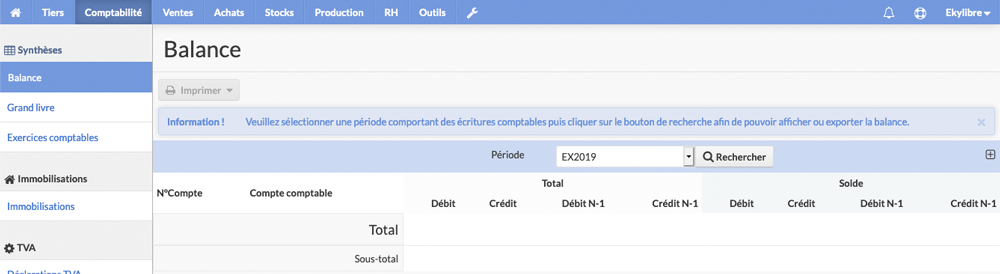 Tiers Comptabilité Ventes Achats Stocks Production RH Outils Ekylibre
Synthèses
Balance
Grand livre
Exercices comptables
Immobilisations
Immobilisations
TVA
Déclarations TVA
Balance
Imprimer
Information ! Veuillez sélectionner une période comportant des écritures comptables puis cliquer sur le bouton de recherche afin de pouvoir afficher ou exporter la balance. ×
Période EX2019 Rechercher
N°Compte Compte comptable Total Solde
Débit Crédit Débit N-1 Crédit N-1 Débit Crédit Débit N-1 Crédit N-1
Total
Sous-total